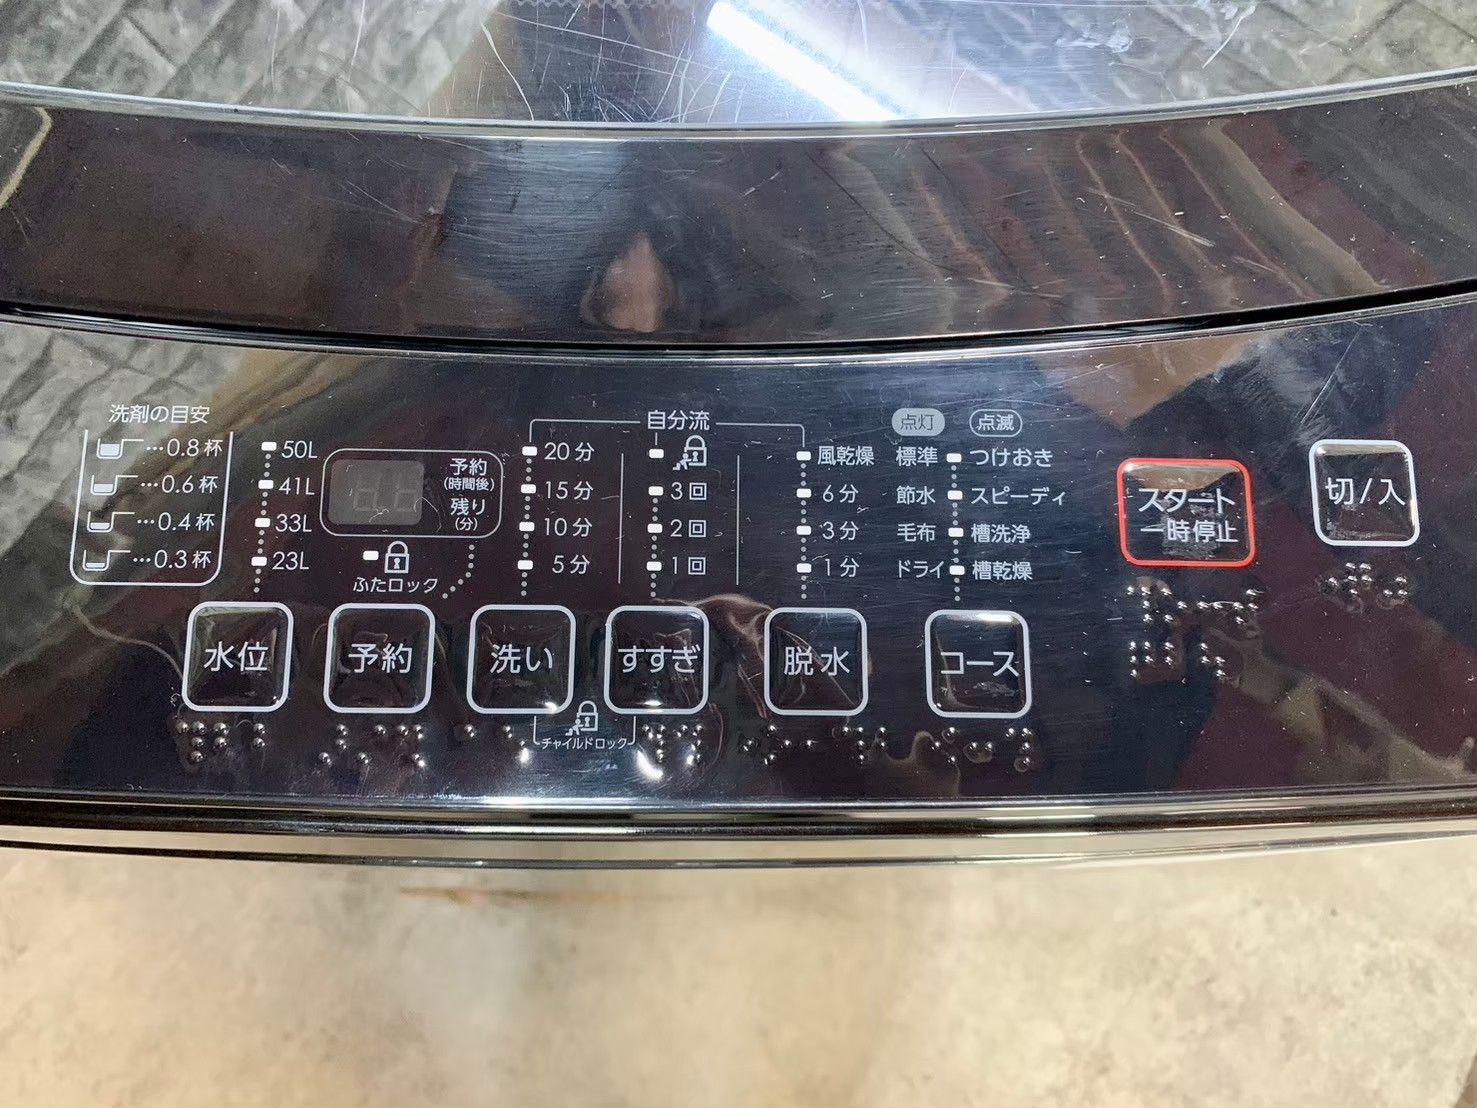 洗剤の目安
…0.8杯
…0.6杯
…0.4杯
…0.3杯
50L
41L
33L
23L
予約
(時間後)
残り
(分)
ふたロック
自分流
20分
15分
10分
5分
3回
2回
1回
風乾燥
6分
3分
1分
点灯 点滅
標準 つけおき
節水 スピーディ
毛布 槽洗浄
ドライ 槽乾燥
スタート
一時停止
切/入
水位
予約
洗い
すすぎ
脱水
コース
チャイルドロック